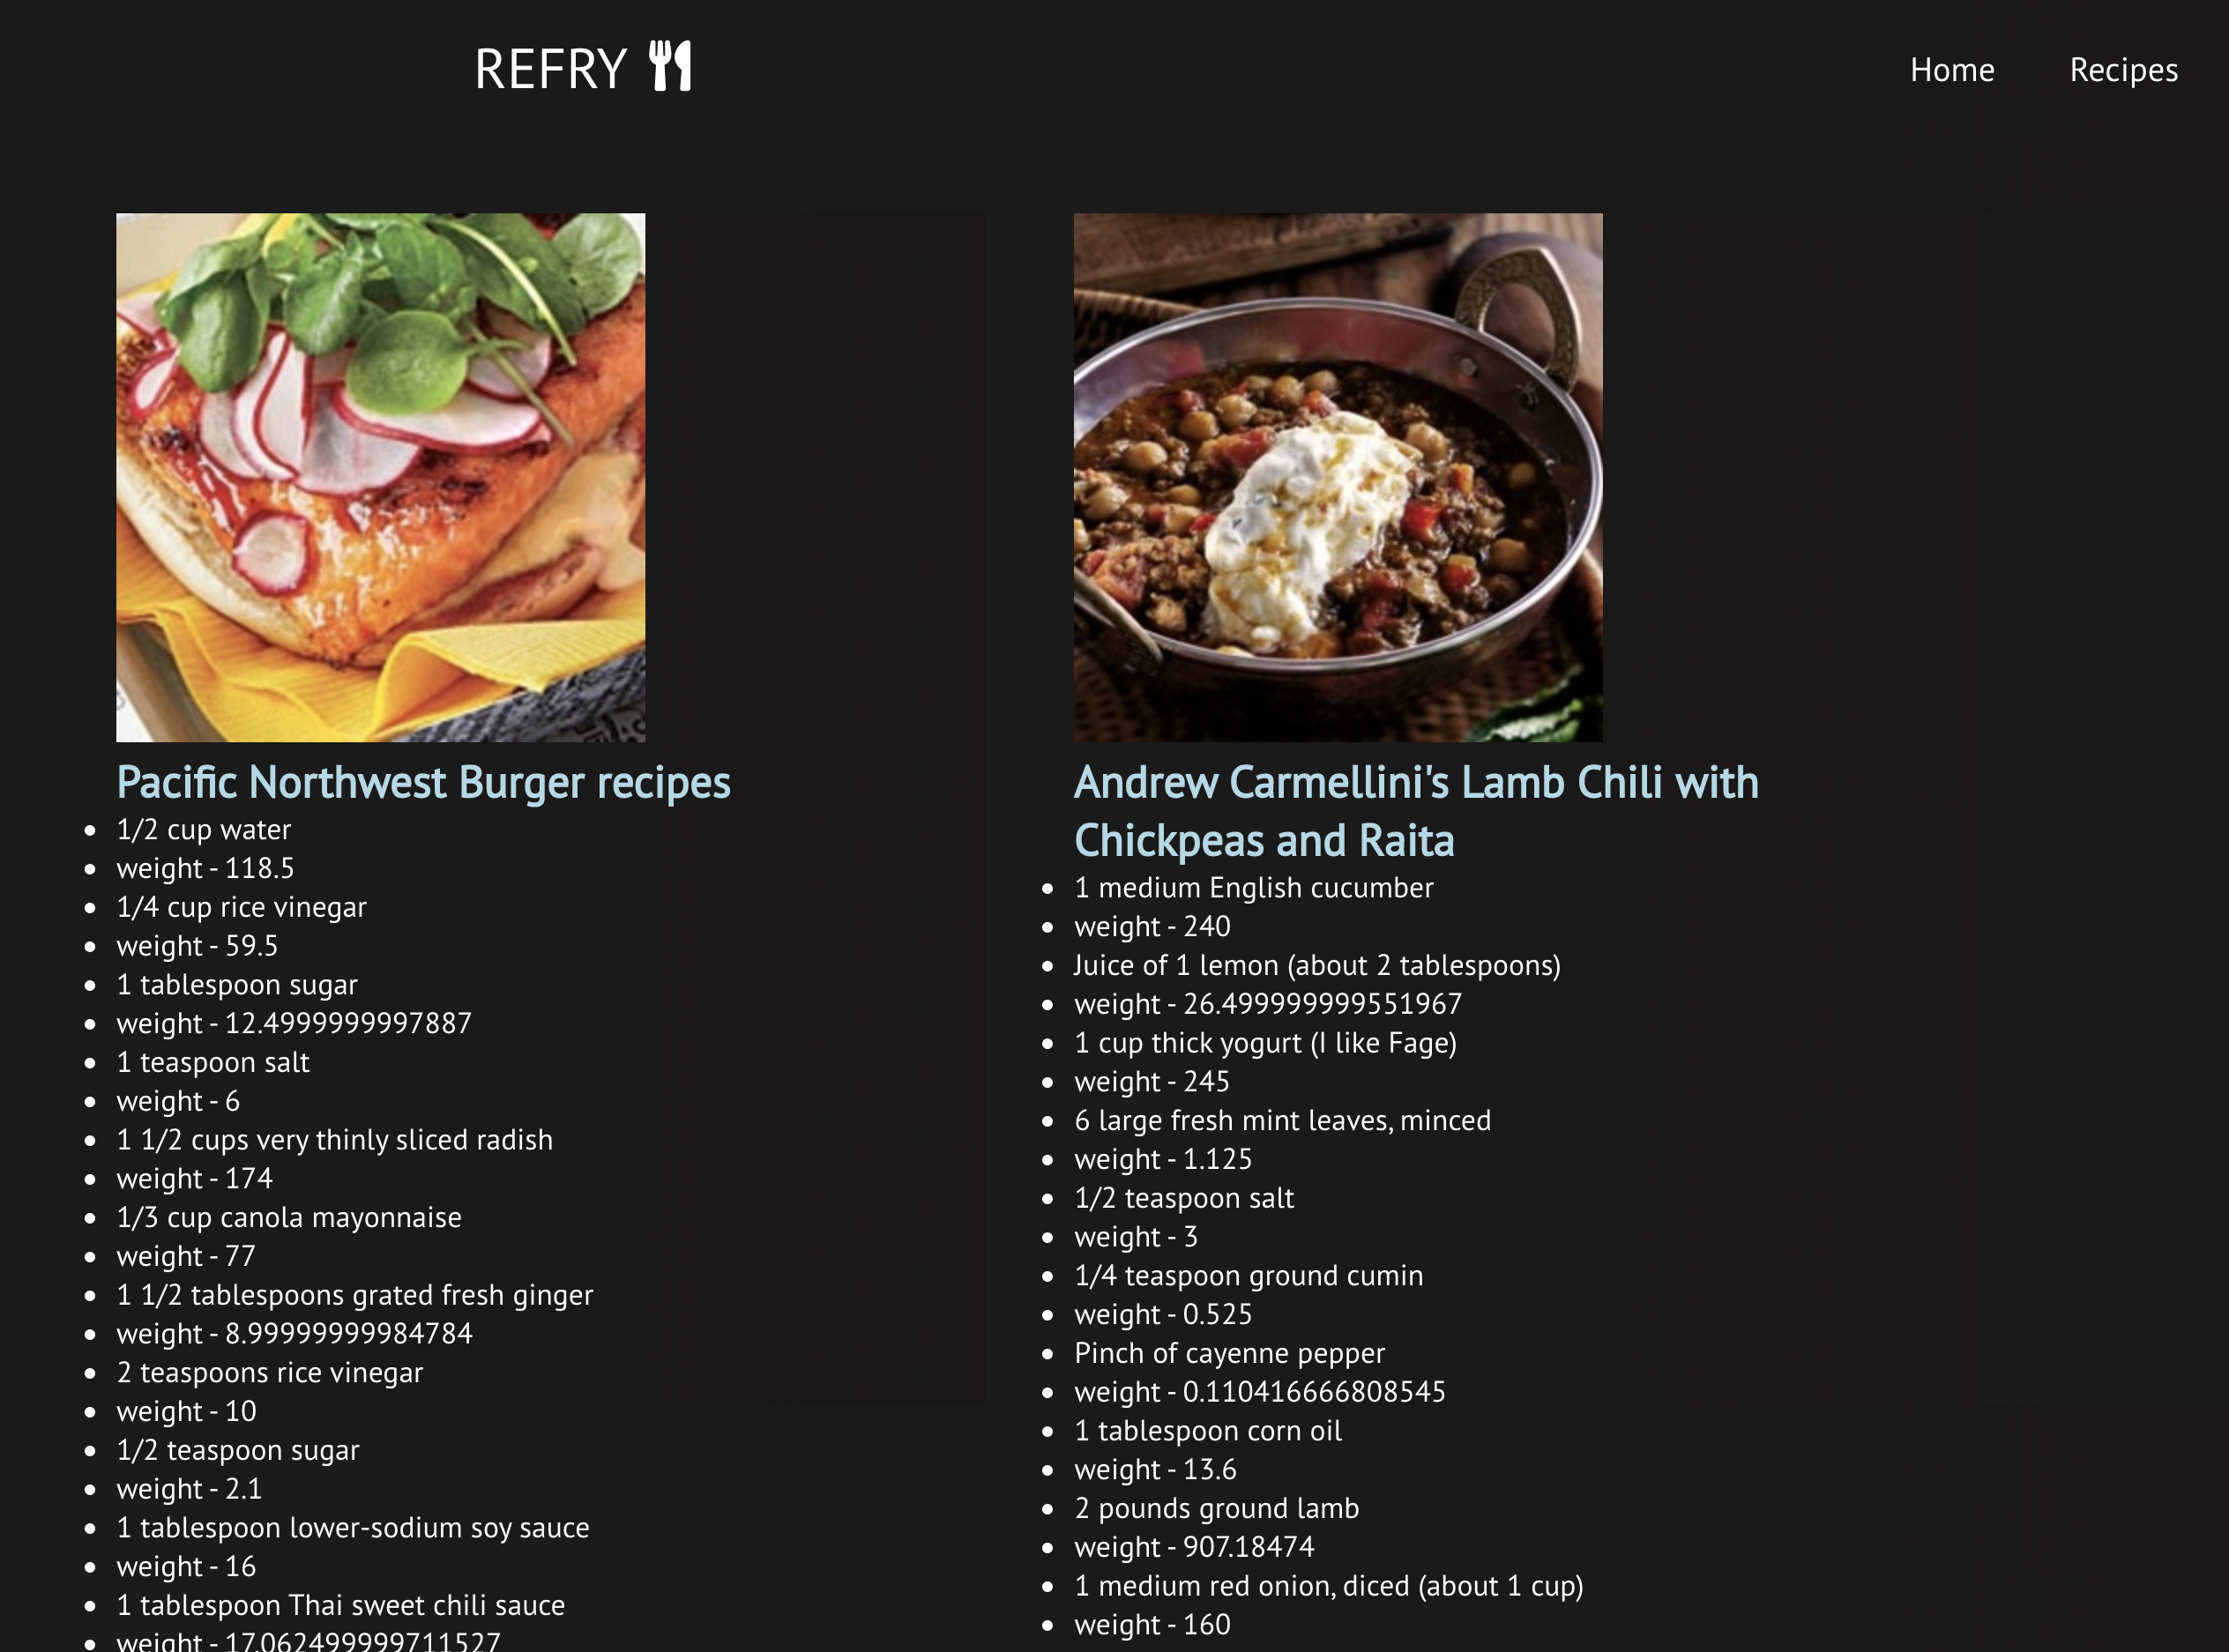 REFRY
Home
Recipes
Pacific Northwest Burger recipes
1/2 cup water
weight - 118.5
1/4 cup rice vinegar
weight - 59.5
1 tablespoon sugar
weight - 12.4999999997887
1 teaspoon salt
weight - 6
1 1/2 cups very thinly sliced radish
weight - 174
1/3 cup canola mayonnaise
weight - 77
1 1/2 tablespoons grated fresh ginger
weight - 8.99999999984784
2 teaspoons rice vinegar
weight - 10
1/2 teaspoon sugar
weight - 2.1
1 tablespoon lower-sodium soy sauce
weight - 16
1 tablespoon Thai sweet chili sauce
weight - 17.062499999711527
Andrew Carmellini's Lamb Chili with
Chickpeas and Raita
1 medium English cucumber
weight - 240
Juice of 1 lemon (about 2 tablespoons)
weight - 26.499999999551967
1 cup thick yogurt (I like Fage)
weight - 245
6 large fresh mint leaves, minced
weight - 1.125
1/2 teaspoon salt
weight - 3
1/4 teaspoon ground cumin
weight - 0.525
Pinch of cayenne pepper
weight - 0.110416666808545
1 tablespoon corn oil
weight - 13.6
2 pounds ground lamb
weight - 907.18474
1 medium red onion, diced (about 1 cup)
weight - 160